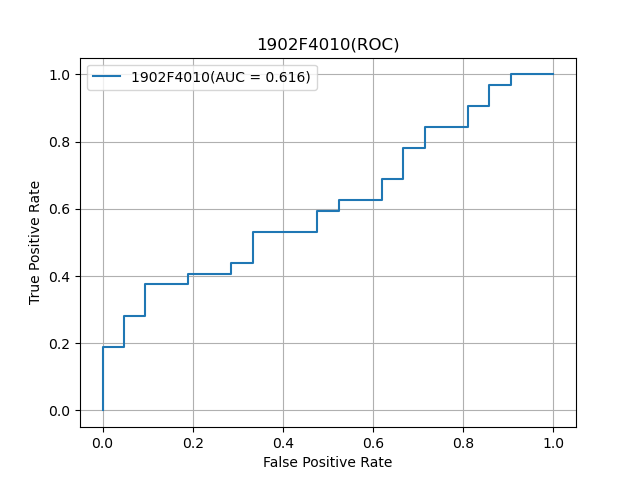 1902F4010(ROC)
1902F4010(AUC = 0.616)
True Positive Rate
1.0
0.8
0.6
0.4
0.2
0.0
0.0 0.2 0.4 0.6 0.8 1.0
False Positive Rate